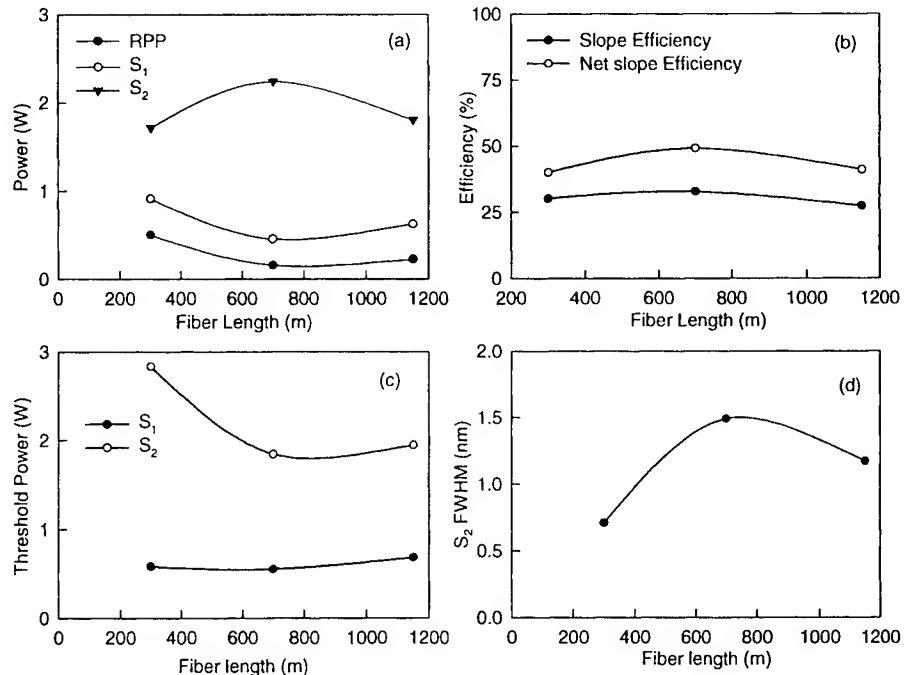 3
2
1
0
Power (W)
RPP
S₁
S₂
(a)
0 200 400 600 800 1000 1200
Fiber Length (m)
100
75
50
25
0
Efficiency (%)
Slope Efficiency
Net slope Efficiency
(b)
200 400 600 800 1000 1200
Fiber Length (m)
3
2
1
0
Threshold Power (W)
S₁
S₂
(c)
0 200 400 600 800 1000 1200
Fiber length (m)
2.0
1.5
1.0
0.5
0.0
S₂ FWHM (nm)
(d)
0 200 400 600 800 1000 1200
Fiber length (m)